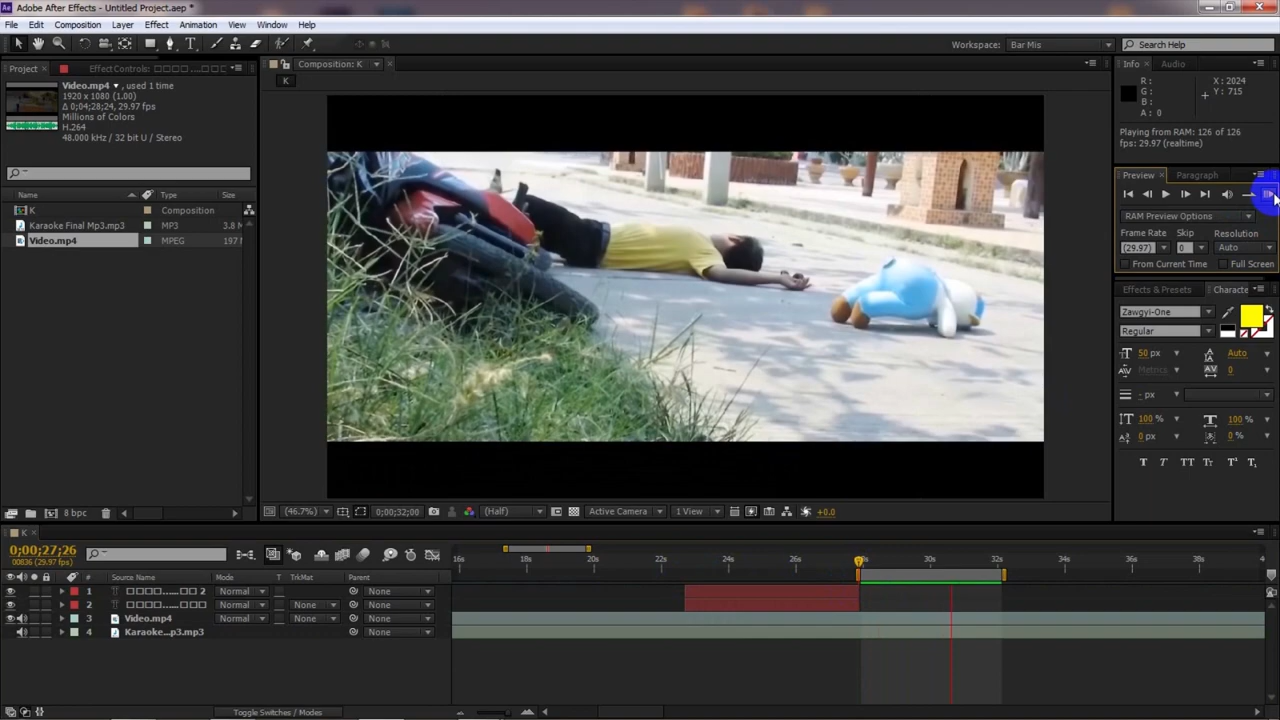 Adobe After Effects - Untitled Project.aep *
File Edit Composition Layer Effect Animation View Window Help
Workspace: Bar Mis Search Help
Project Effect Controls: Composition: K Info Audio
K
Video.mp4 , used 1 time
1920 x 1080 (1.00)
Δ 0;04;28;24, 29.97 fps
Millions of Colors
H.264
48.000 kHz / 32 bit U / Stereo
R : X : 2024
G : Y : 715
B :
A : 0
Playing from RAM: 126 of 126
fps: 29.97 (realtime)
Preview Paragraph
RAM Preview Options
Frame Rate Skip Resolution
(29.97) 0 Auto
From Current Time Full Screen
Effects & Presets Characte
Zawgyi-One
Regular
50 px Auto
Metrics 0
- px
100 % 100 %
0 px 0 %
T T TT Tr T¹ T₁
Name Type Size
K Composition
Karaoke Final Mp3.mp3 MP3 3.8 M
Video.mp4 MPEG 197
8 bpc
(46.7%) 0;00;32;00 (Half) Active Camera 1 View +0.0
K
0;00;27;26
00836 (29.97 fps)
16s 18s 20s 22s 24s 26s 30s 32s 34s 36s 38s
# Source Name Mode T TrkMat Parent
1 2 Normal None
2 Normal None None
3 Video.mp4 Normal None None
4 Karaoke...p3.mp3 None
Toggle Switches / Modes